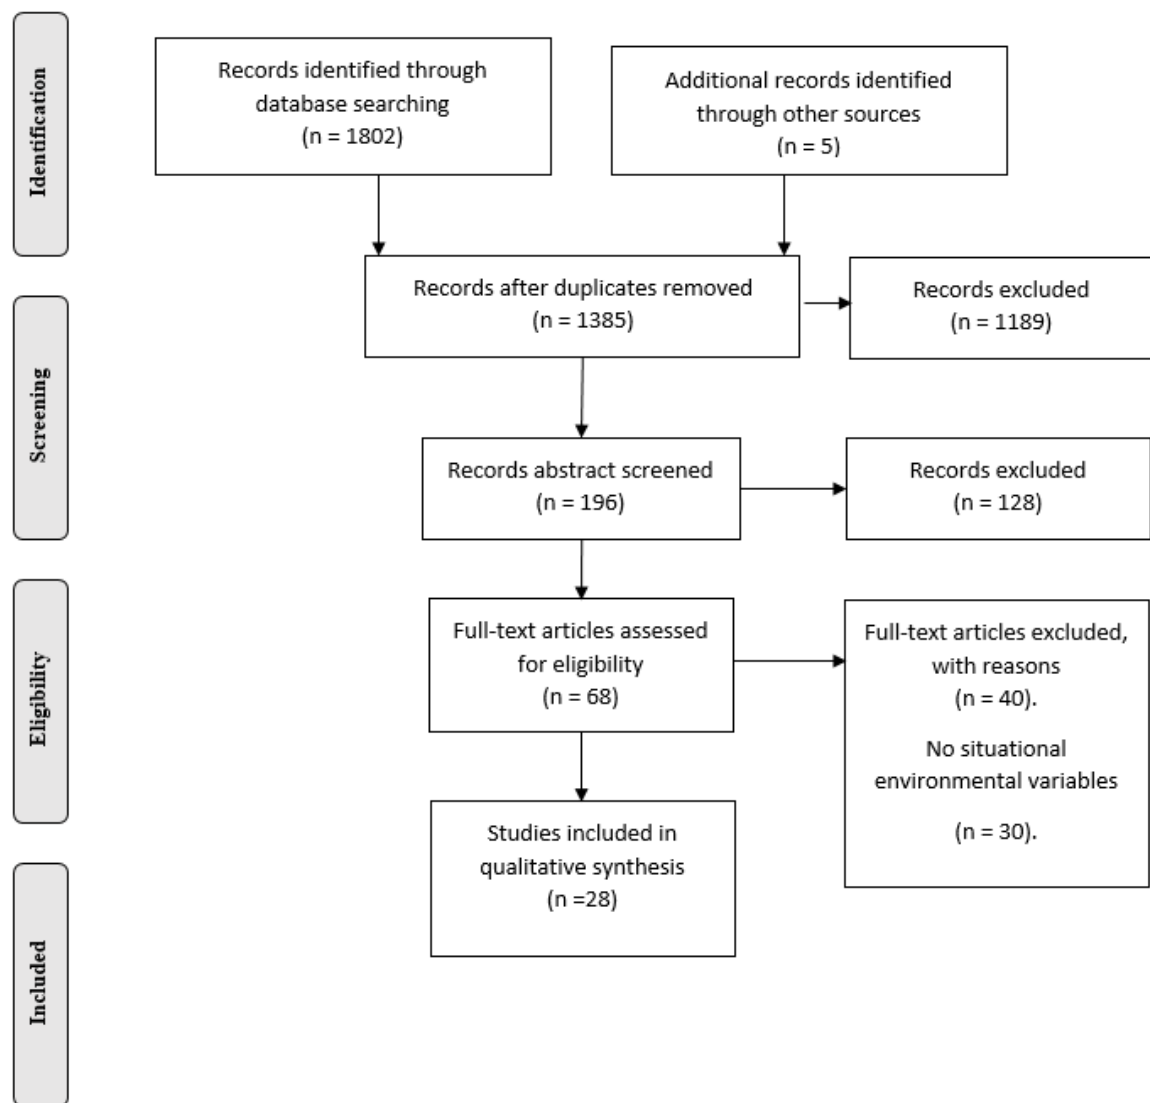 Identification
Records identified through
database searching
(n = 1802)
Additional records identified
through other sources
(n = 5)
Records after duplicates removed
(n = 1385)
Records excluded
(n = 1189)
Screening
Records abstract screened
(n = 196)
Records excluded
(n = 128)
Eligibility
Full-text articles assessed
for eligibility
(n = 68)
Full-text articles excluded,
with reasons
(n = 40).
No situational
environmental variables
(n = 30).
Included
Studies included in
qualitative synthesis
(n =28)